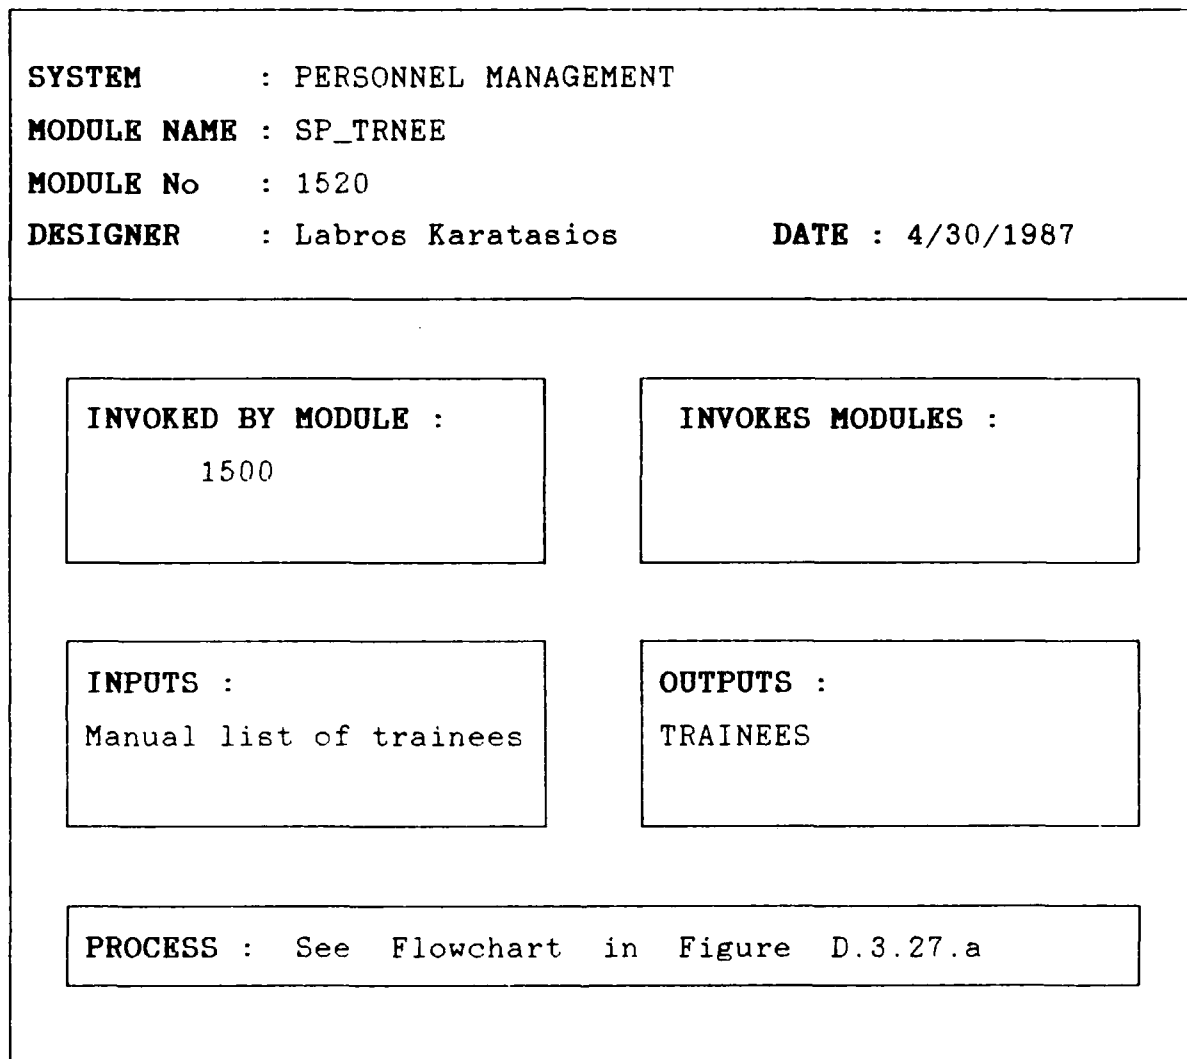 SYSTEM : PERSONNEL MANAGEMENT
MODULE NAME : SP_TRNEE
MODULE No : 1520
DESIGNER : Labros Karatasios DATE : 4/30/1987
INVOKED BY MODULE :
1500
INVOKES MODULES :
INPUTS :
Manual list of trainees
OUTPUTS :
TRAINEES
PROCESS : See Flowchart in Figure D.3.27.a